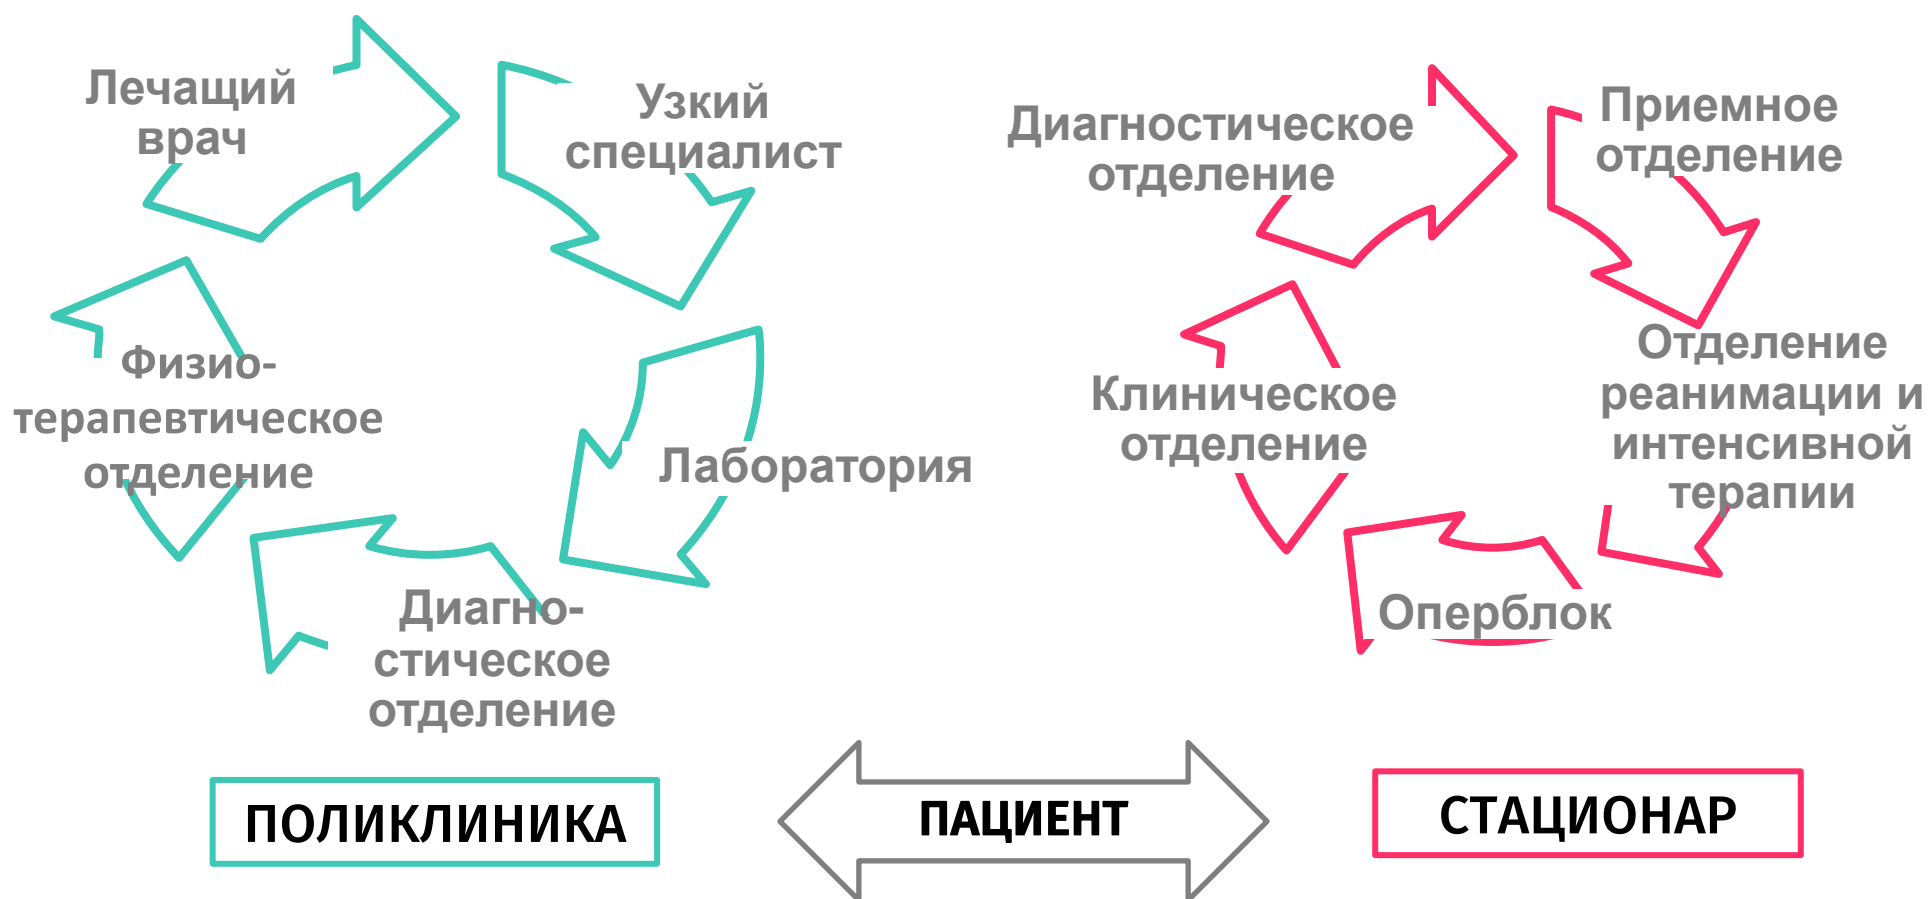 Лечащий
врач
Узкий
специалист
Лаборатория
Диагно-
стическое
отделение
Физио-
терапевтическое
отделение
ПОЛИКЛИНИКА
ПАЦИЕНТ
Диагностическое
отделение
Приемное
отделение
Отделение
реанимации и
интенсивной
терапии
Оперблок
Клиническое
отделение
СТАЦИОНАР